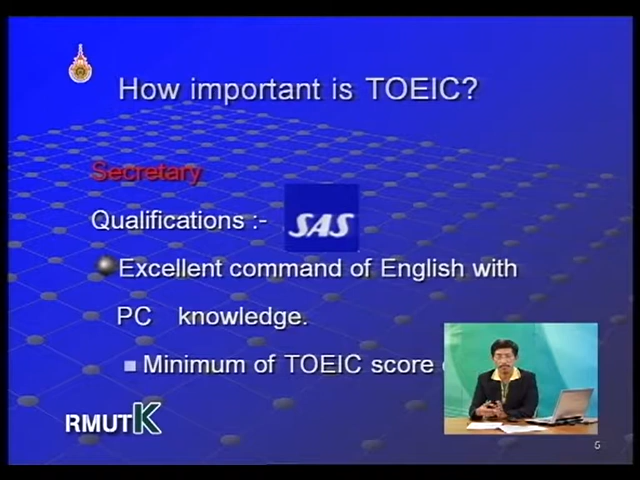 How important is TOEIC?
Secretary
Qualifications :-
SAS
Excellent command of English with
PC knowledge.
Minimum of TOEIC score
RMUTK
6